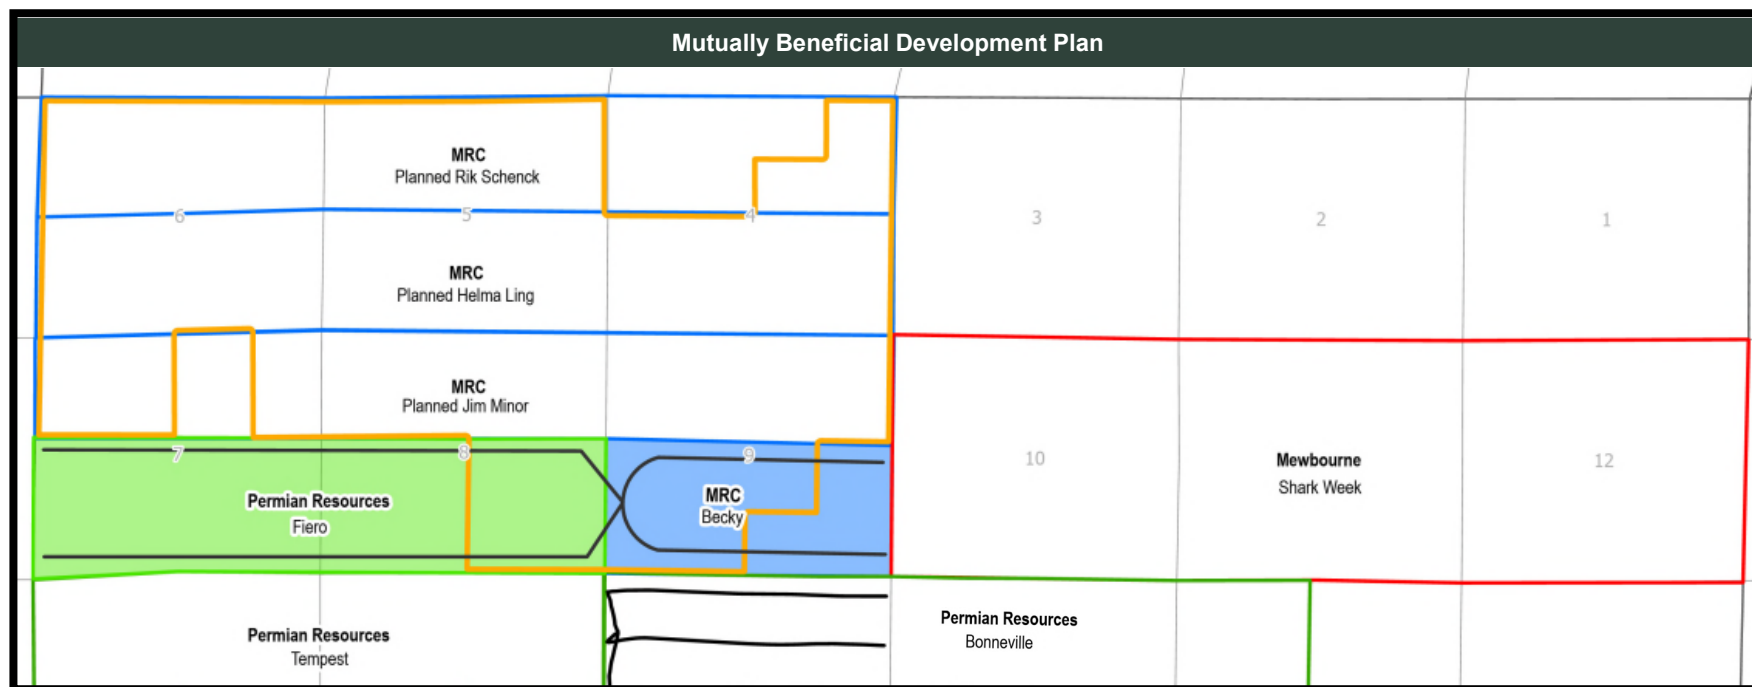 Mutually Beneficial Development Plan
MRC
Planned Rik Schenck
6
5
4
3
2
1
MRC
Planned Helma Ling
MRC
Planned Jim Minor
7
8
9
10
Mewbourne
Shark Week
12
Permian Resources
Fiero
MRC
Becky
Permian Resources
Tempest
Permian Resources
Bonneville